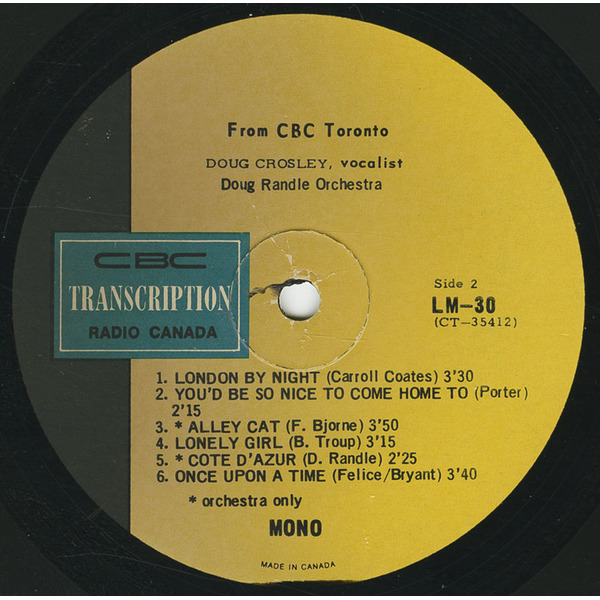 From CBC Toronto
DOUG CROSLEY, vocalist
Doug Randle Orchestra
CBC
TRANSCRIPTION
RADIO CANADA
Side 2
LM-30
(CT-35412)
1. LONDON BY NIGHT (Carroll Coates) 3'30
2. YOU'D BE SO NICE TO COME HOME TO (Porter)
2'15
3. * ALLEY CAT (F. Bjorne) 3'50
4. LONELY GIRL (B. Troup) 3'15
5. * COTE D'AZUR (D. Randle) 2'25
6. ONCE UPON A TIME (Felice/Bryant) 3'40
* orchestra only
MONO
MADE IN CANADA